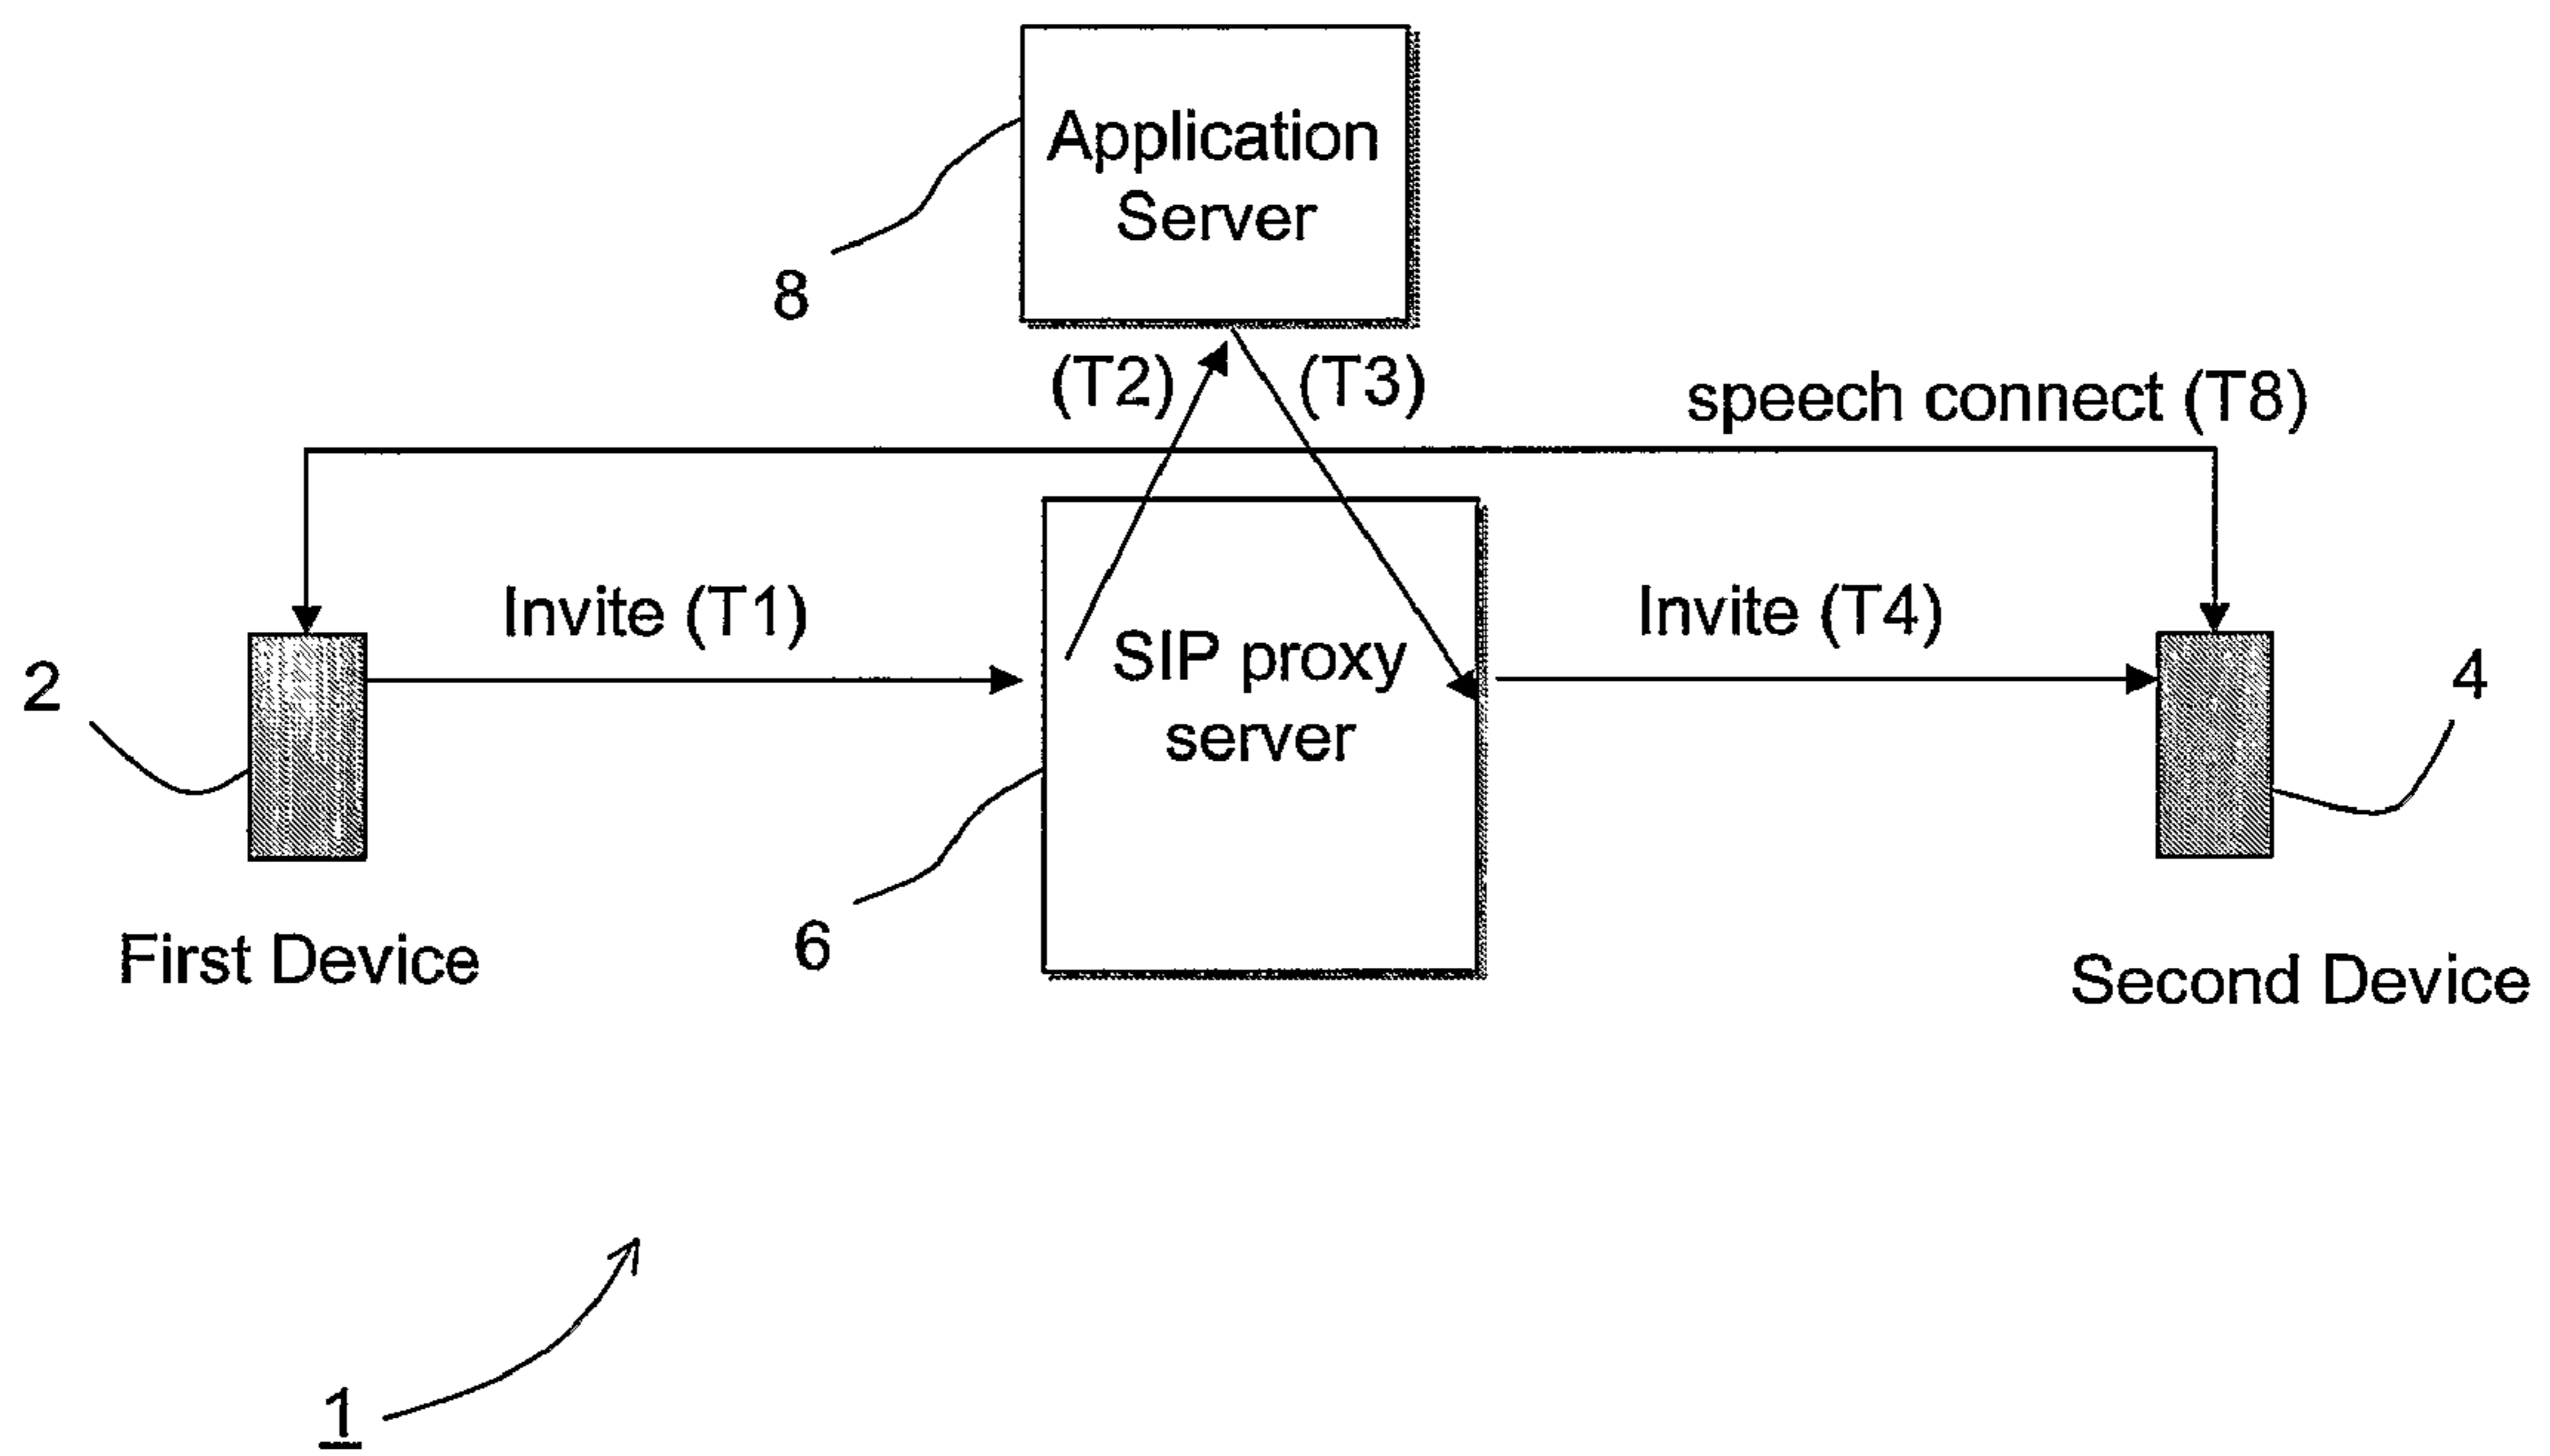 Application
Server
8
(T2)
(T3)
speech connect (T8)
Invite (T1)
Invite (T4)
2
SIP proxy
server
4
6
First Device
Second Device
1